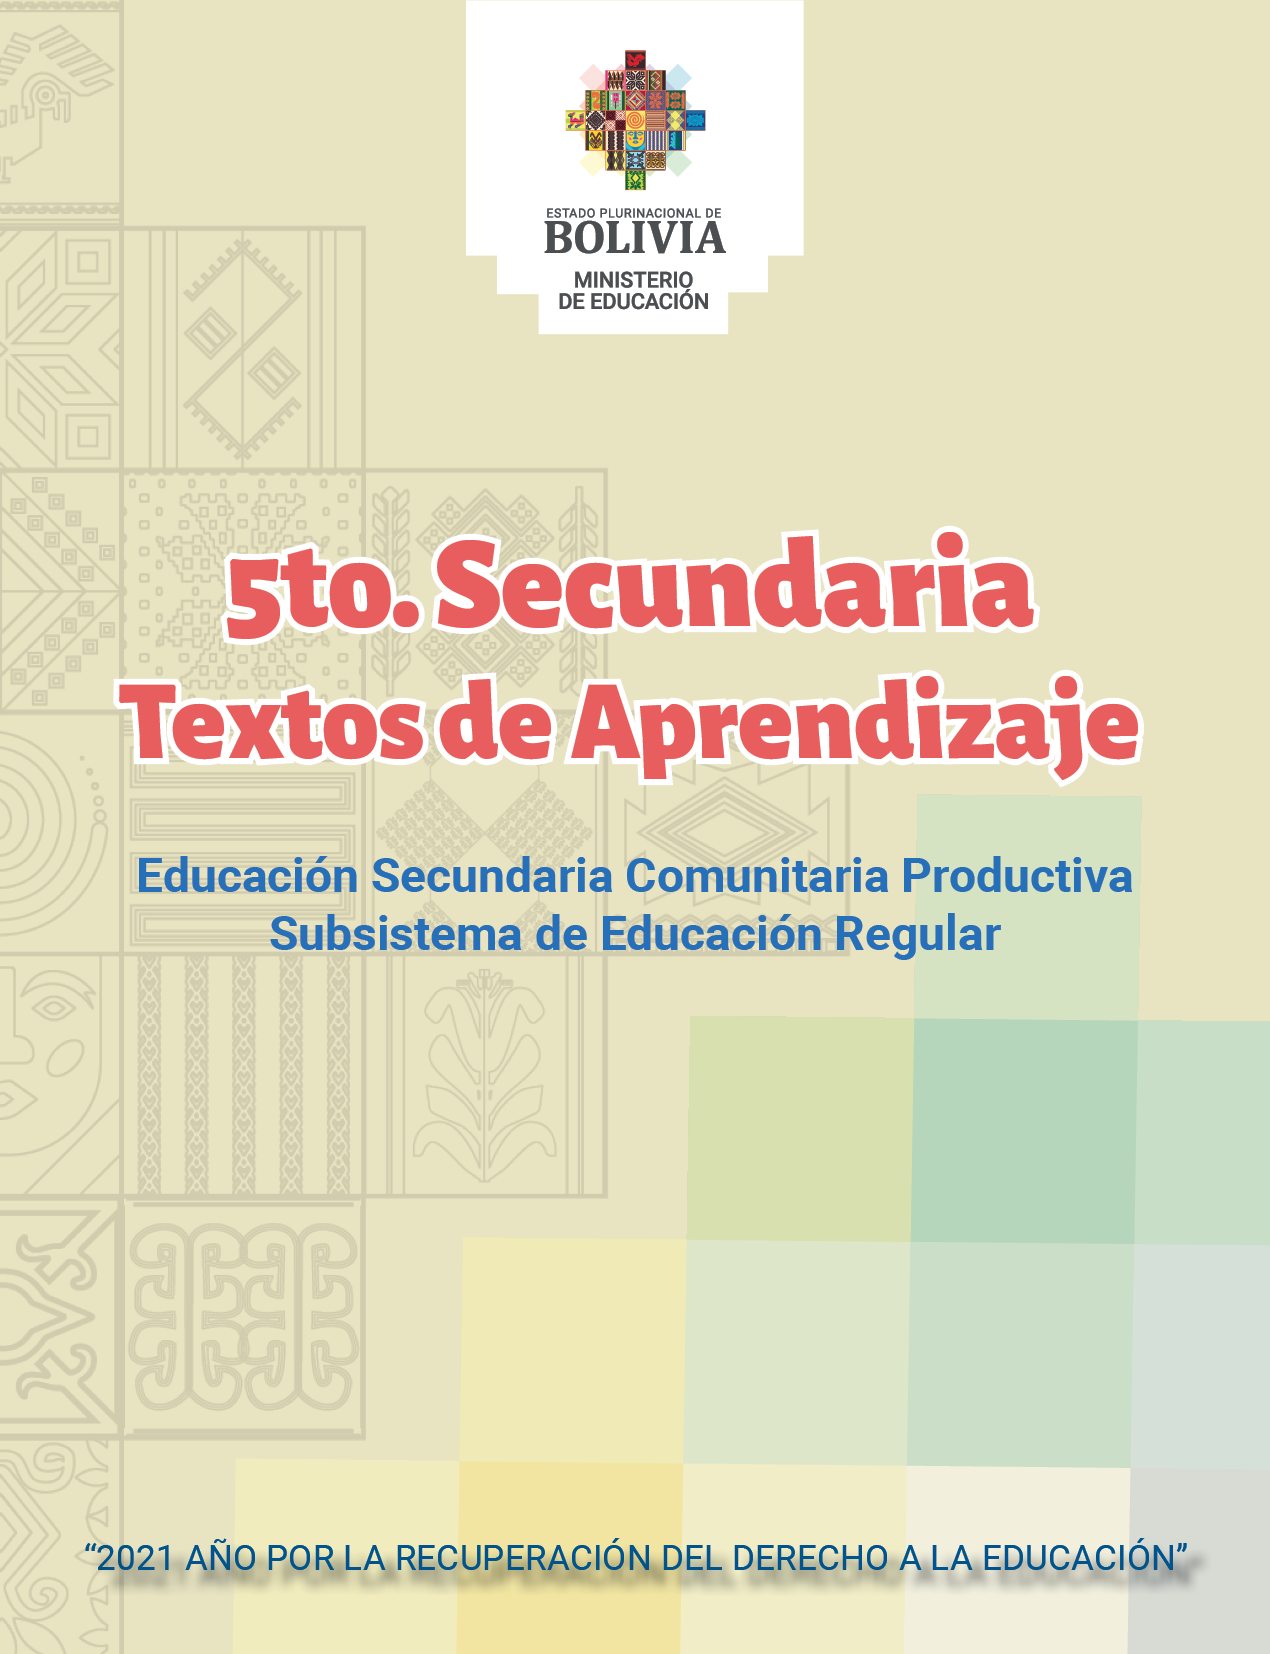 ESTADO PLURINACIONAL DE
BOLIVIA
MINISTERIO
DE EDUCACIÓN
5to. Secundaria
Textos de Aprendizaje
Educación Secundaria Comunitaria Productiva
Subsistema de Educación Regular
“2021 AÑO POR LA RECUPERACIÓN DEL DERECHO A LA EDUCACIÓN”